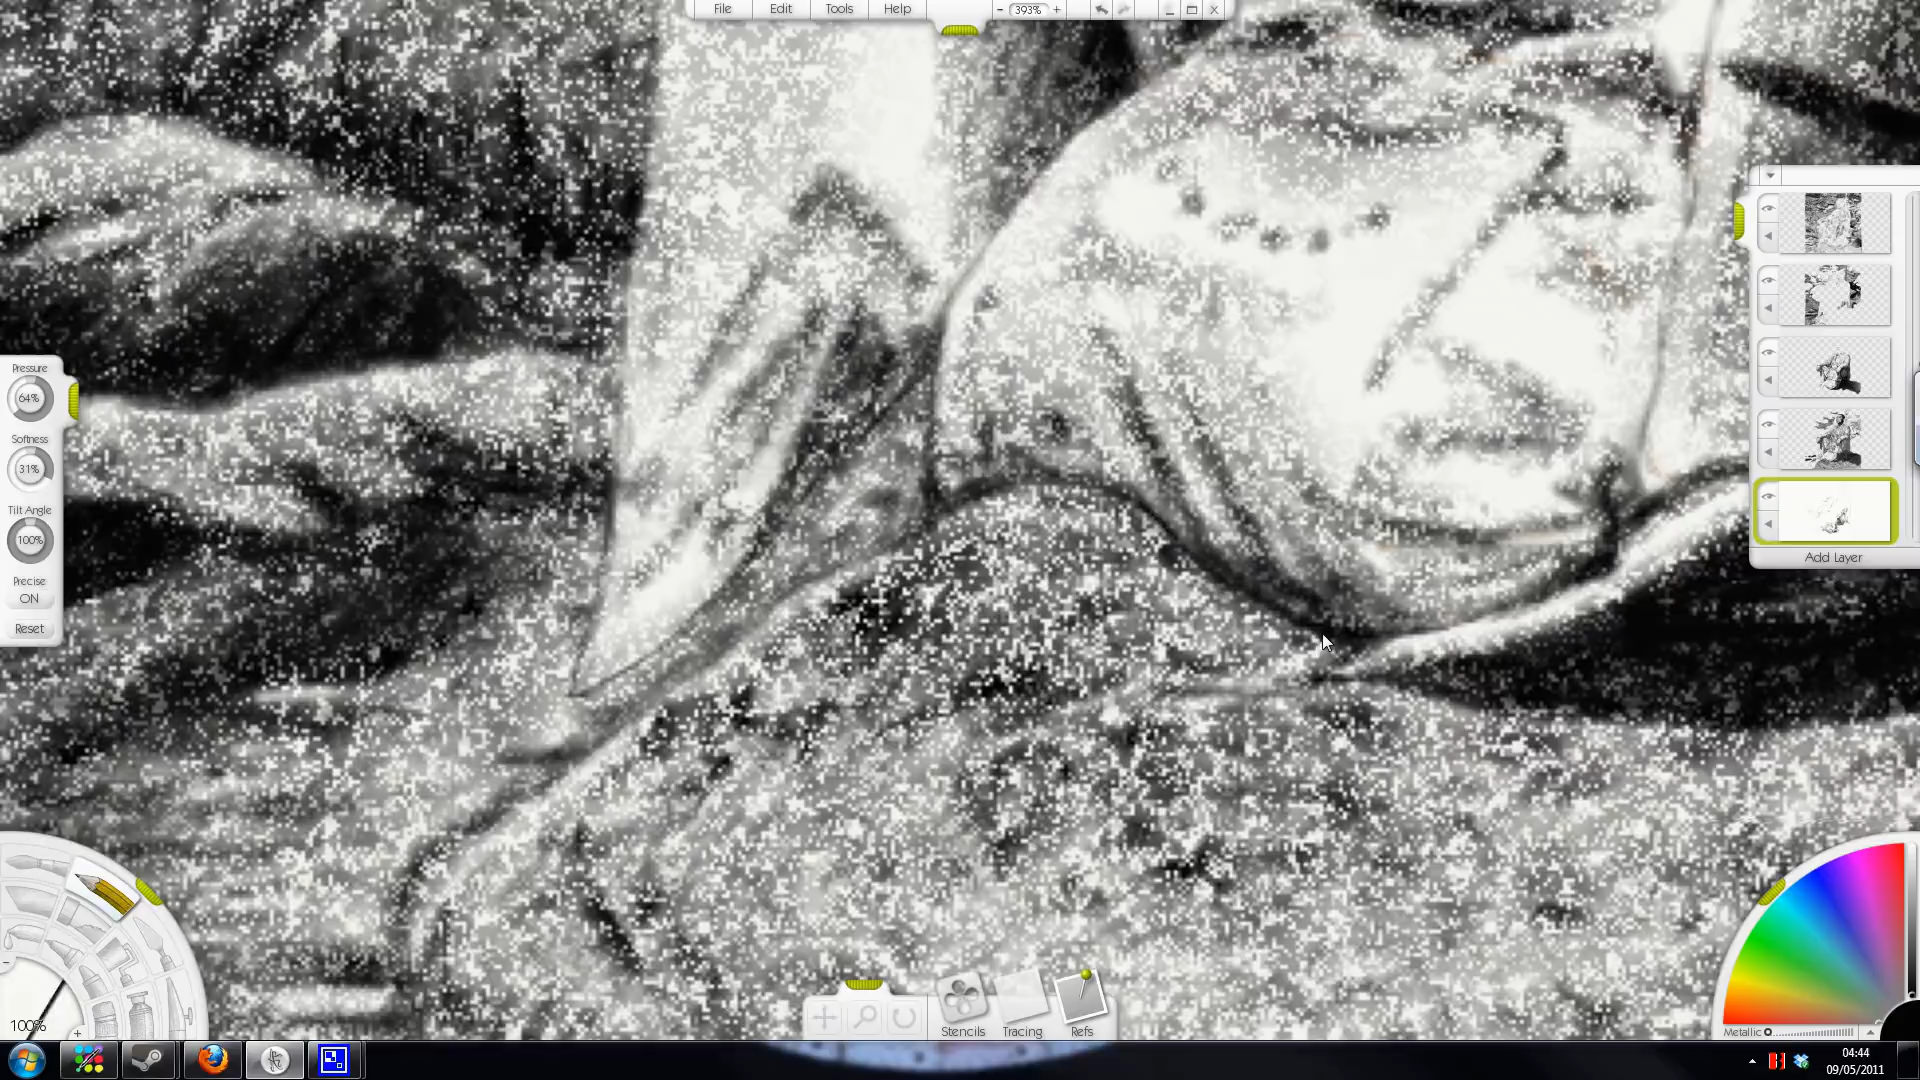 File Edit Tools Help
- 393% +
Pressure
64%
Softness
31%
Tilt Angle
100%
Precise
ON
Reset
Add Layer
100%
Stencils Tracing Refs
Metallic
04:44
09/05/2011